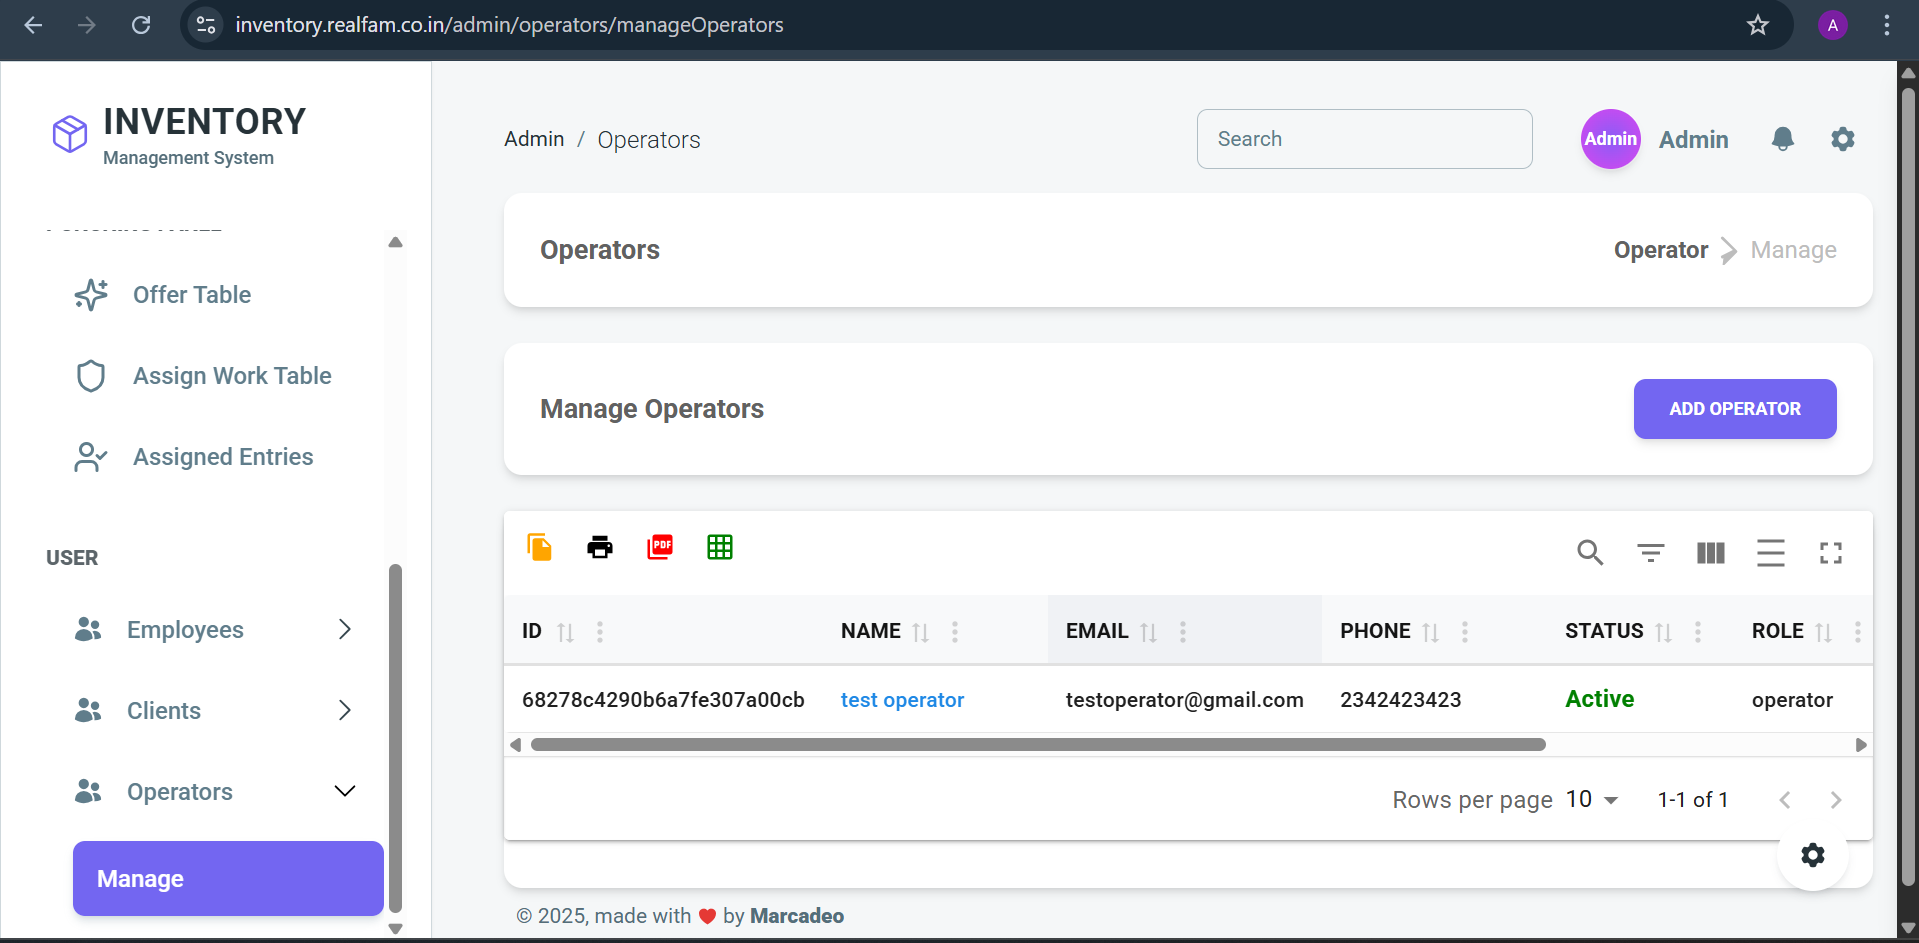 inventory.realfam.co.in/admin/operators/manageOperators
A
INVENTORY
Management System
Offer Table
Assign Work Table
Assigned Entries
USER
Employees
Clients
Operators
Manage
Admin / Operators
Search
Admin
Admin
Operators
Operator
Manage
Manage Operators
ADD OPERATOR
PDF
ID NAME EMAIL PHONE STATUS ROLE
68278c4290b6a7fe307a00cb test operator testoperator@gmail.com 2342423423 Active operator
Rows per page 10 1-1 of 1
© 2025, made with ❤ by Marcadeo